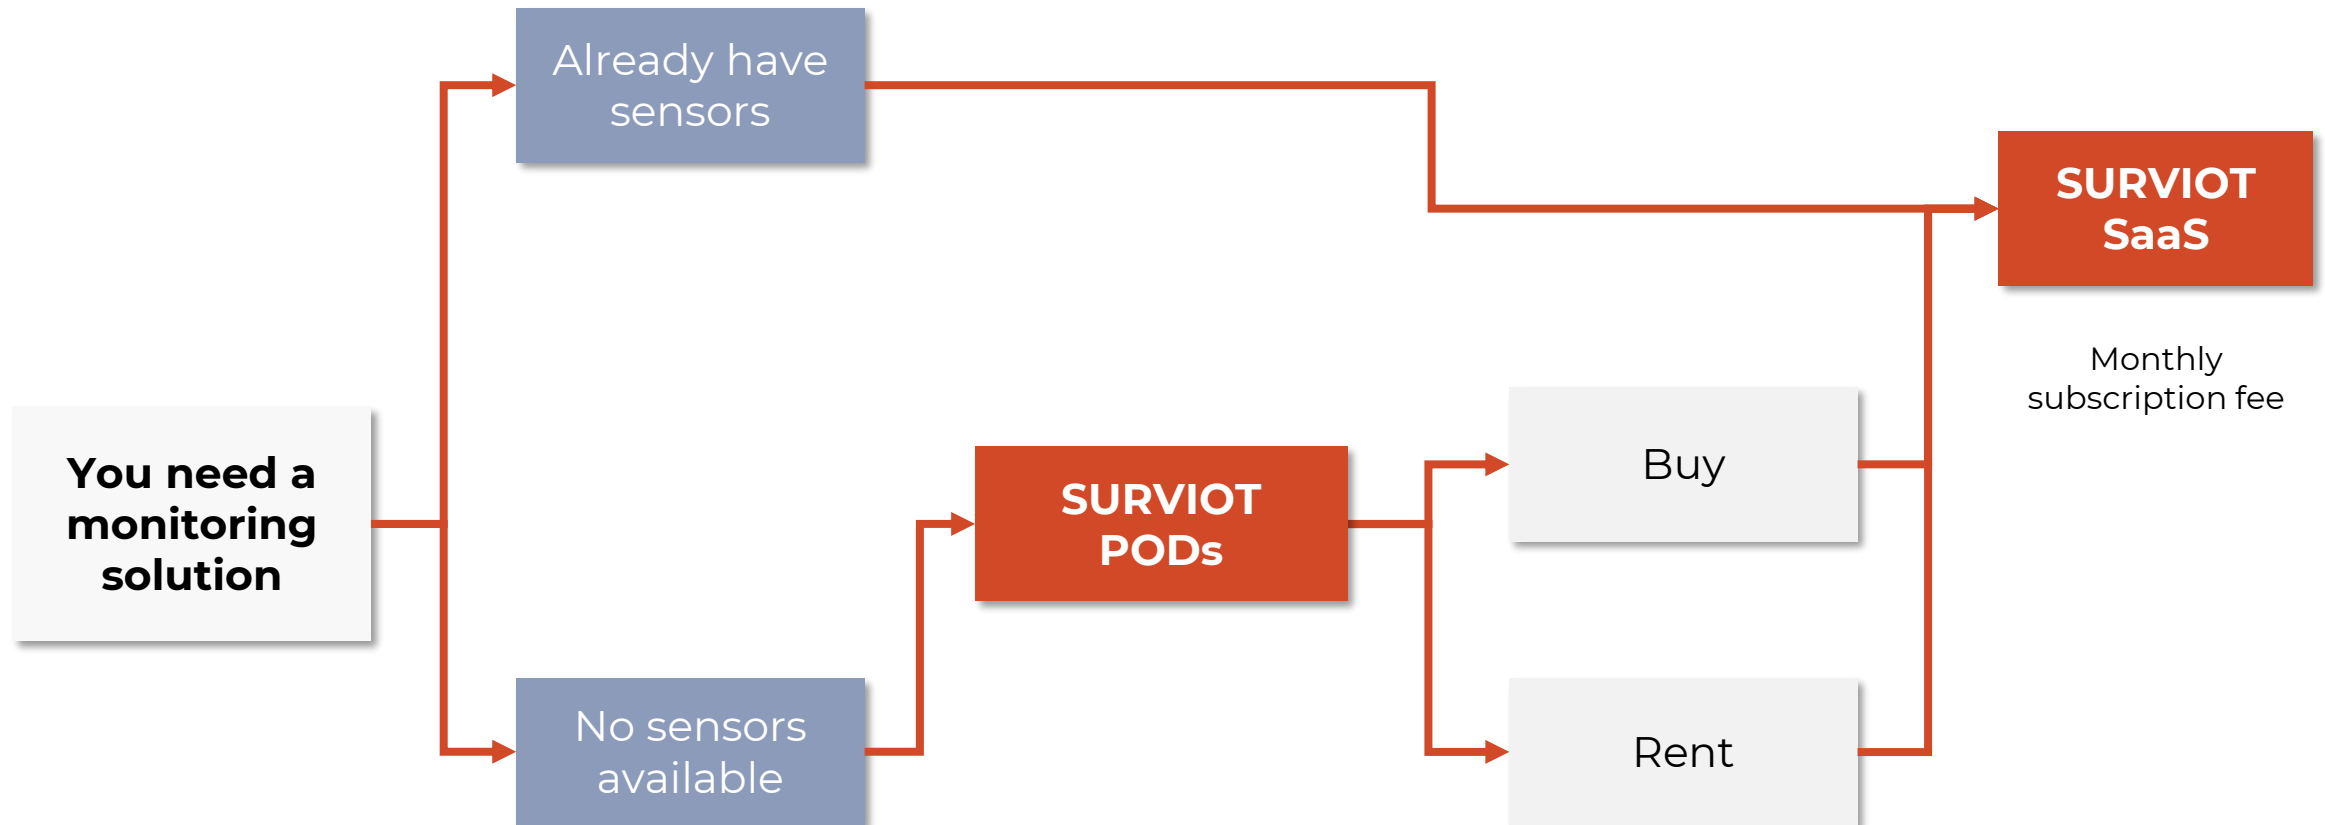 Already have
sensors
SURVIOT
SaaS
Monthly
subscription fee
You need a
monitoring
solution
SURVIOT
PODs
Buy
No sensors
available
Rent